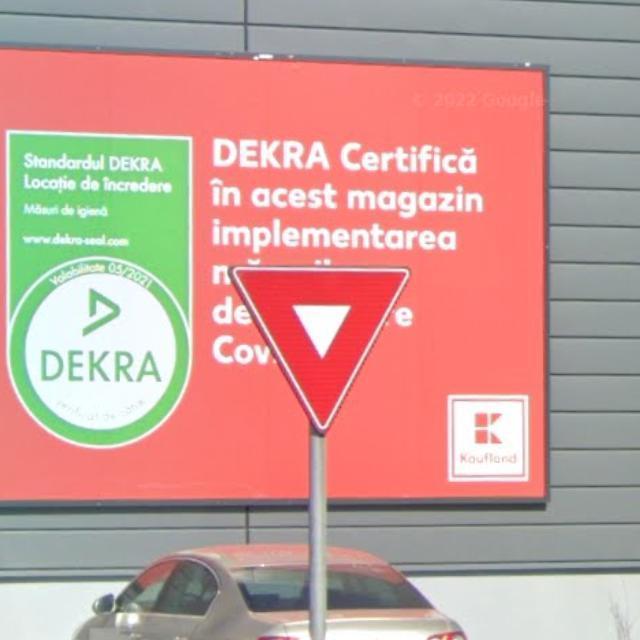 © 2022 Google
Standardul DEKRA
Locație de încredere
Măsuri de igienă
www.dekra-seal.com
Valabilitate 05/2021
DEKRA
DEKRA Certifică
în acest magazin
implementarea
Kaufland